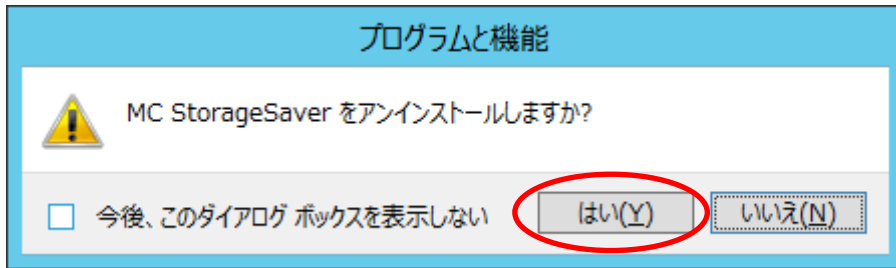 プログラムと機能
MC StorageSaver をアンインストールしますか?
今後、このダイアログ ボックスを表示しない
はい(Y)
いいえ(N)